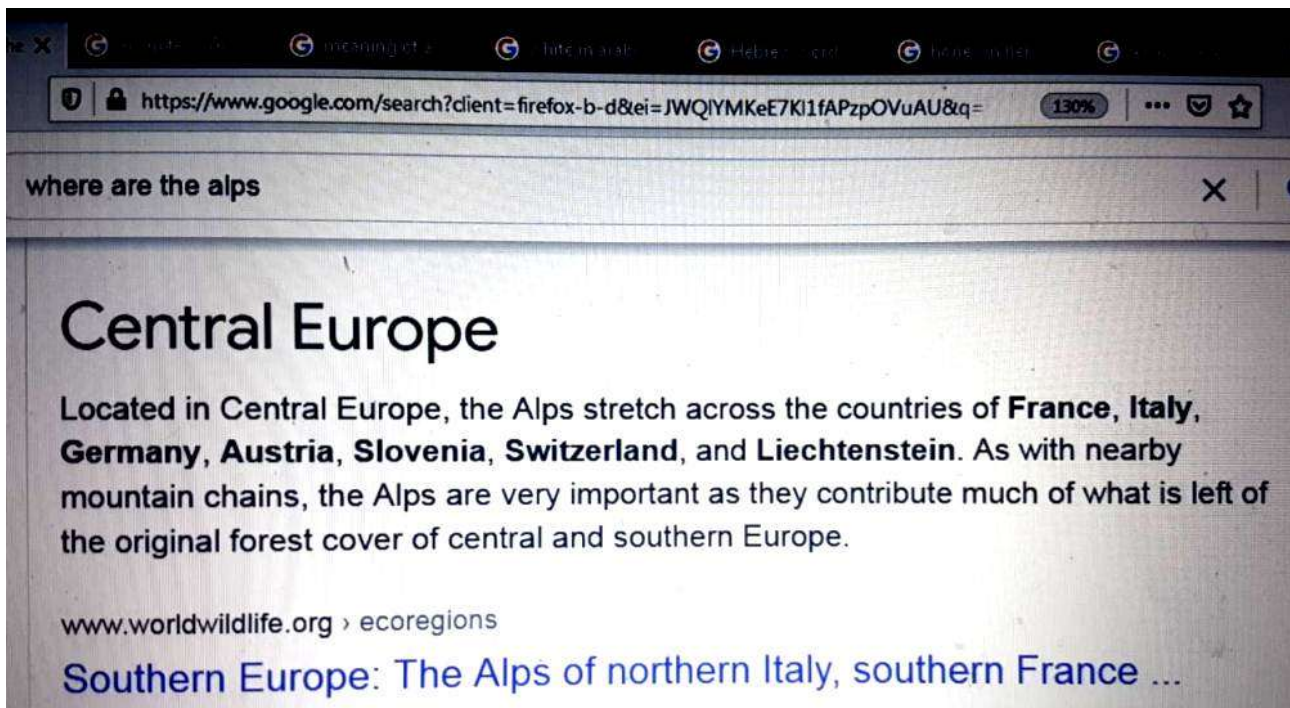 meaning of a
https://www.google.com/search?client=firefox-b-d&ei=JWQlYMKeE7Kl1fAPzpOVuAU&q=
130%
where are the alps
Central Europe
Located in Central Europe, the Alps stretch across the countries of France, Italy,
Germany, Austria, Slovenia, Switzerland, and Liechtenstein. As with nearby
mountain chains, the Alps are very important as they contribute much of what is left of
the original forest cover of central and southern Europe.
www.worldwildlife.org › ecoregions
Southern Europe: The Alps of northern Italy, southern France ...